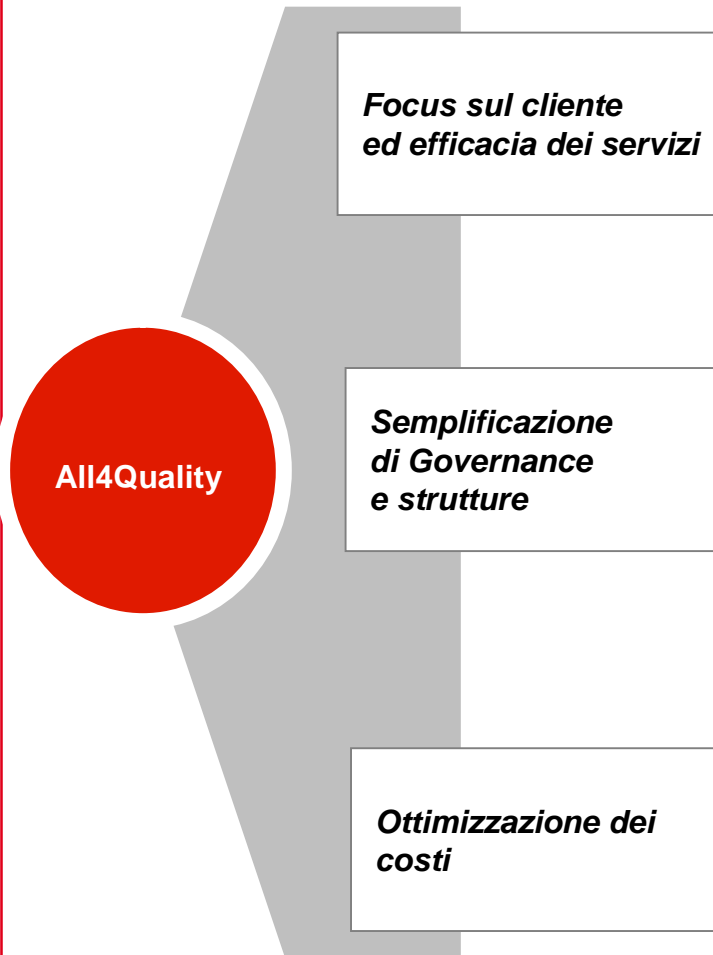 Focus sul cliente
ed efficacia dei servizi
All4Quality
Semplificazione
di Governance
e strutture
Ottimizzazione dei
costi